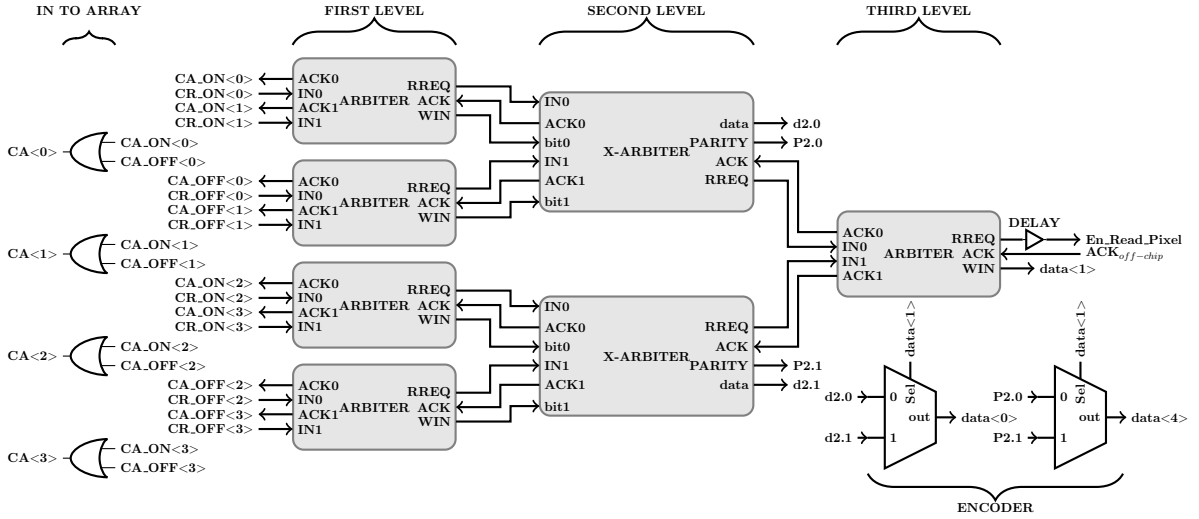 IN TO ARRAY
FIRST LEVEL
SECOND LEVEL
THIRD LEVEL
CA<0>
CA_ON<0>
CA_OFF<0>
CA<1>
CA_ON<1>
CA_OFF<1>
CA<2>
CA_ON<2>
CA_OFF<2>
CA<3>
CA_ON<3>
CA_OFF<3>
CA_ON<0>
CR_ON<0>
CA_ON<1>
CR_ON<1>
ACK0
IN0
ACK1
IN1
ARBITER
RREQ
ACK
WIN
CA_OFF<0>
CR_OFF<0>
CA_OFF<1>
CR_OFF<1>
ACK0
IN0
ACK1
IN1
ARBITER
RREQ
ACK
WIN
CA_ON<2>
CR_ON<2>
CA_ON<3>
CR_ON<3>
ACK0
IN0
ACK1
IN1
ARBITER
RREQ
ACK
WIN
CA_OFF<2>
CR_OFF<2>
CA_OFF<3>
CR_OFF<3>
ACK0
IN0
ACK1
IN1
ARBITER
RREQ
ACK
WIN
IN0
ACK0
bit0
IN1
ACK1
bit1
X-ARBITER
data
PARITY
ACK
RREQ
d2.0
P2.0
IN0
ACK0
bit0
IN1
ACK1
bit1
X-ARBITER
RREQ
ACK
PARITY
data
P2.1
d2.1
ACK0
IN0
IN1
ACK1
ARBITER
RREQ
ACK
WIN
DELAY
En_Read_Pixel
ACKoff−chip
data<1>
data<1>
d2.0
d2.1
0
1
Sel
out
data<0>
data<1>
P2.0
P2.1
0
1
Sel
out
data<4>
ENCODER